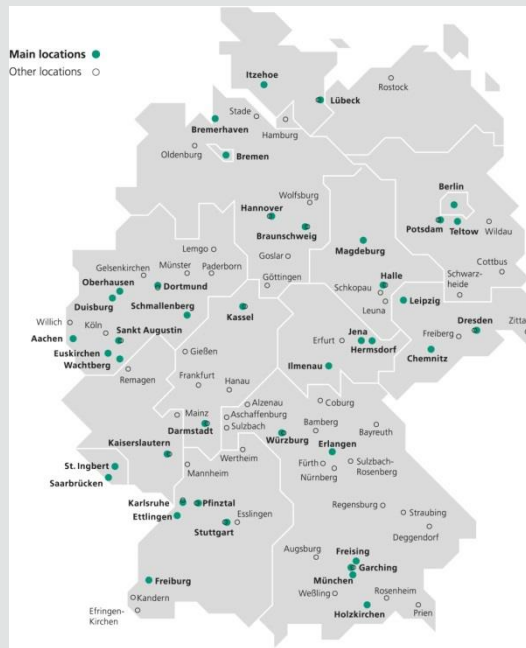 Main locations
Other locations
Itzehoe
Rostock
Lübeck
Stade
Bremerhaven
Hamburg
Oldenburg
Bremen
Wolfsburg
Berlin
Hannover
Potsdam
Braunschweig
Teltow
Wildau
Magdeburg
Lemgo
Goslar
Gelsenkirchen
Münster
Paderborn
Göttingen
Cottbus
Oberhausen
Dortmund
Halle
Schwarz-
heide
Schkopau
Duisburg
Schmallenberg
Kassel
Leuna
Leipzig
Willich
Köln
Sankt Augustin
Dresden
Zitta
Aachen
Erfurt
Jena
Freiberg
Euskirchen
Gießen
Hermsdorf
Wachtberg
Chemnitz
Remagen
Ilmenau
Frankfurt
Hanau
Alzenau
Coburg
Mainz
Aschaffenburg
Bamberg
Darmstadt
Sulzbach
Würzburg
Bayreuth
Kaiserslautern
Erlangen
Wertheim
St. Ingbert
Mannheim
Fürth
Sulzbach-
Rosenberg
Saarbrücken
Nürnberg
Karlsruhe
Pfinztal
Regensburg
Ettlingen
Esslingen
Straubing
Stuttgart
Deggendorf
Augsburg
Freising
Garching
Freiburg
München
Kandern
Weßling
Rosenheim
Efringen-
Kirchen
Holzkirchen
Prien